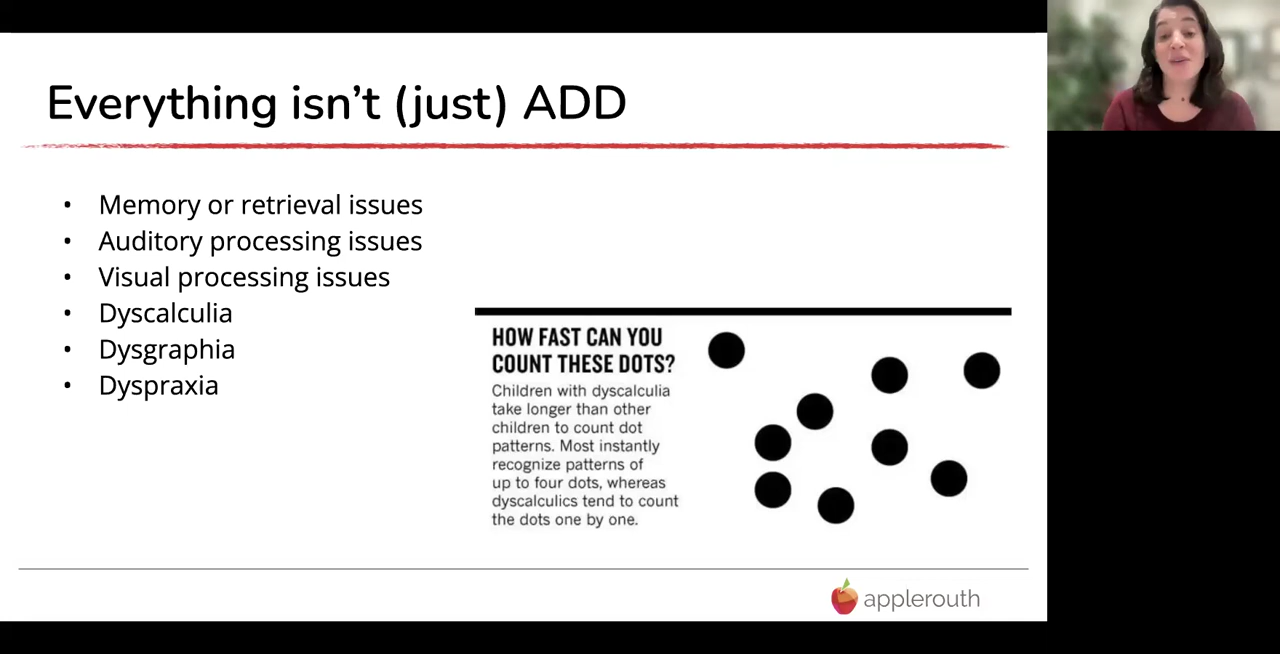 Everything isn’t (just) ADD
• Memory or retrieval issues
• Auditory processing issues
• Visual processing issues
• Dyscalculia
• Dysgraphia
• Dyspraxia
HOW FAST CAN YOU
COUNT THESE DOTS?
Children with dyscalculia
take longer than other
children to count dot
patterns. Most instantly
recognize patterns of
up to four dots, whereas
dyscalculics tend to count
the dots one by one.
applerouth